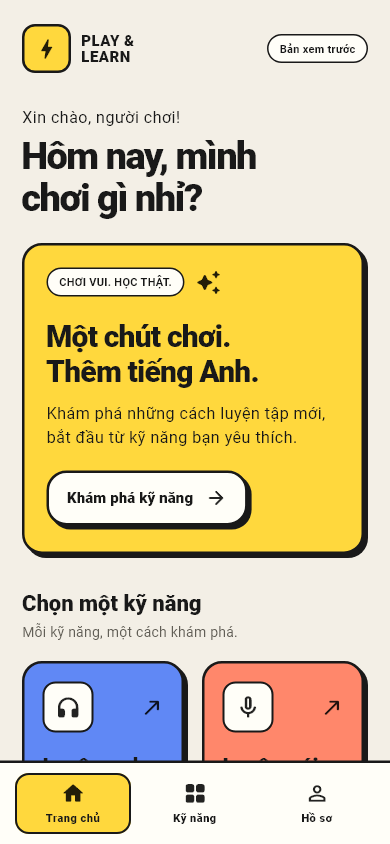 PLAY &
LEARN
Bản xem trước
Xin chào, người chơi!
Hôm nay, mình
chơi gì nhỉ?
CHƠI VUI. HỌC THẬT.
Một chút chơi.
Thêm tiếng Anh.
Khám phá những cách luyện tập mới,
bắt đầu từ kỹ năng bạn yêu thích.
Khám phá kỹ năng
Chọn một kỹ năng
Mỗi kỹ năng, một cách khám phá.
Trang chủ
Kỹ năng
Hồ sơ